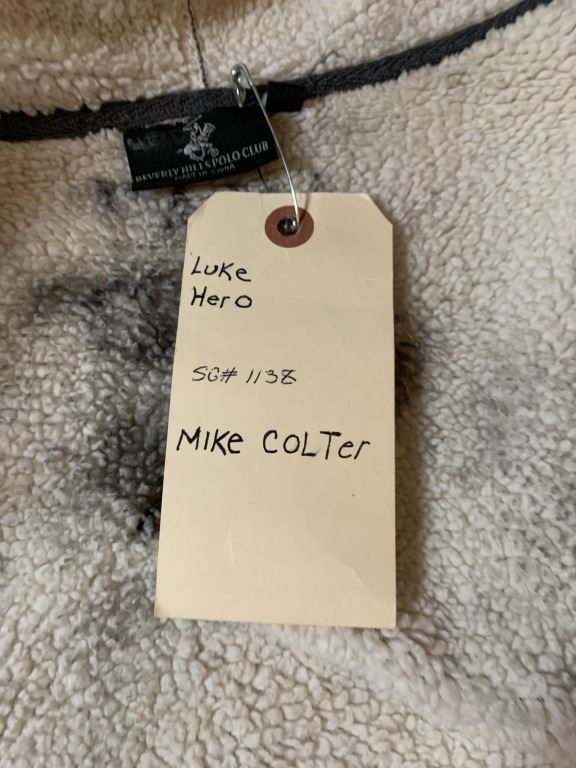 BEVERLY HILLS POLO CLUB
MADE IN CHINA
Luke
Hero
SG# 1138
MIKe COLTer